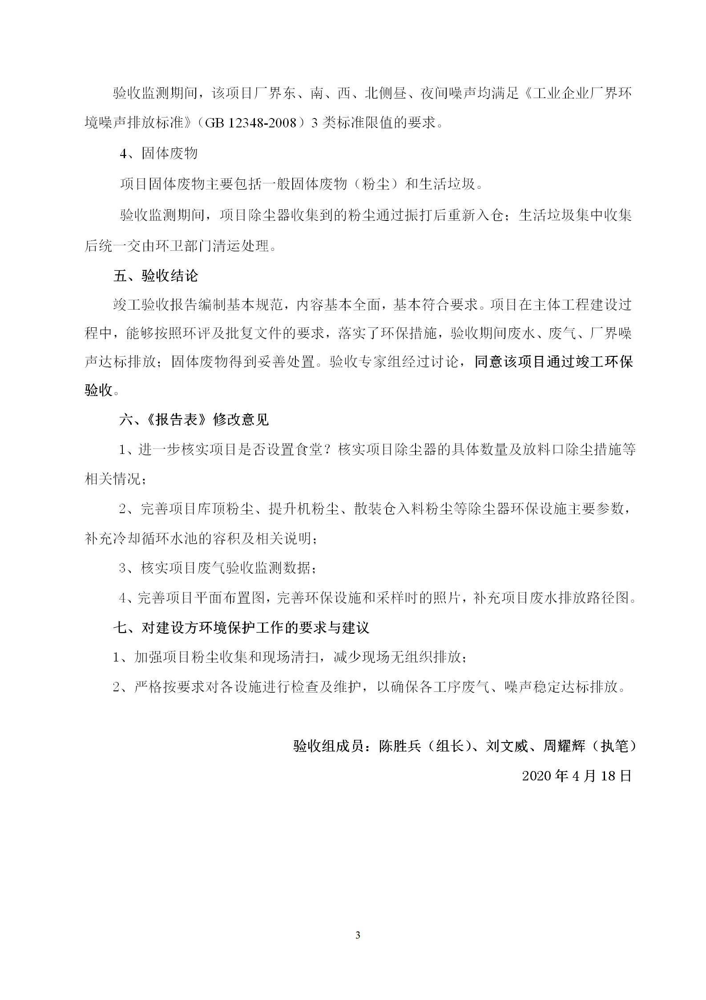 验收监测期间，该项目厂界东、南、西、北侧昼、夜间噪声均满足《工业企业厂界环
境噪声排放标准》（GB 12348-2008）3 类标准限值的要求。
4、固体废物
项目固体废物主要包括一般固体废物（粉尘）和生活垃圾。
验收监测期间，项目除尘器收集到的粉尘通过振打后重新入仓；生活垃圾集中收集
后统一交由环卫部门清运处理。
五、验收结论
竣工验收报告编制基本规范，内容基本全面，基本符合要求。项目在主体工程建设过
程中，能够按照环评及批复文件的要求，落实了环保措施，验收期间废水、废气、厂界噪
声达标排放；固体废物得到妥善处置。验收专家组经过讨论，同意该项目通过竣工环保
验收。
六、《报告表》修改意见
1、进一步核实项目是否设置食堂？核实项目除尘器的具体数量及放料口除尘措施等
相关情况；
2、完善项目库顶粉尘、提升机粉尘、散装仓入料粉尘等除尘器环保设施主要参数，
补充冷却循环水池的容积及相关说明；
3、核实项目废气验收监测数据；
4、完善项目平面布置图，完善环保设施和采样时的照片，补充项目废水排放路径图。
七、对建设方环境保护工作的要求与建议
1、加强项目粉尘收集和现场清扫，减少现场无组织排放；
2、严格按要求对各设施进行检查及维护，以确保各工序废气、噪声稳定达标排放。
验收组成员：陈胜兵（组长）、刘文威、周耀辉（执笔）
2020 年 4 月 18 日
3